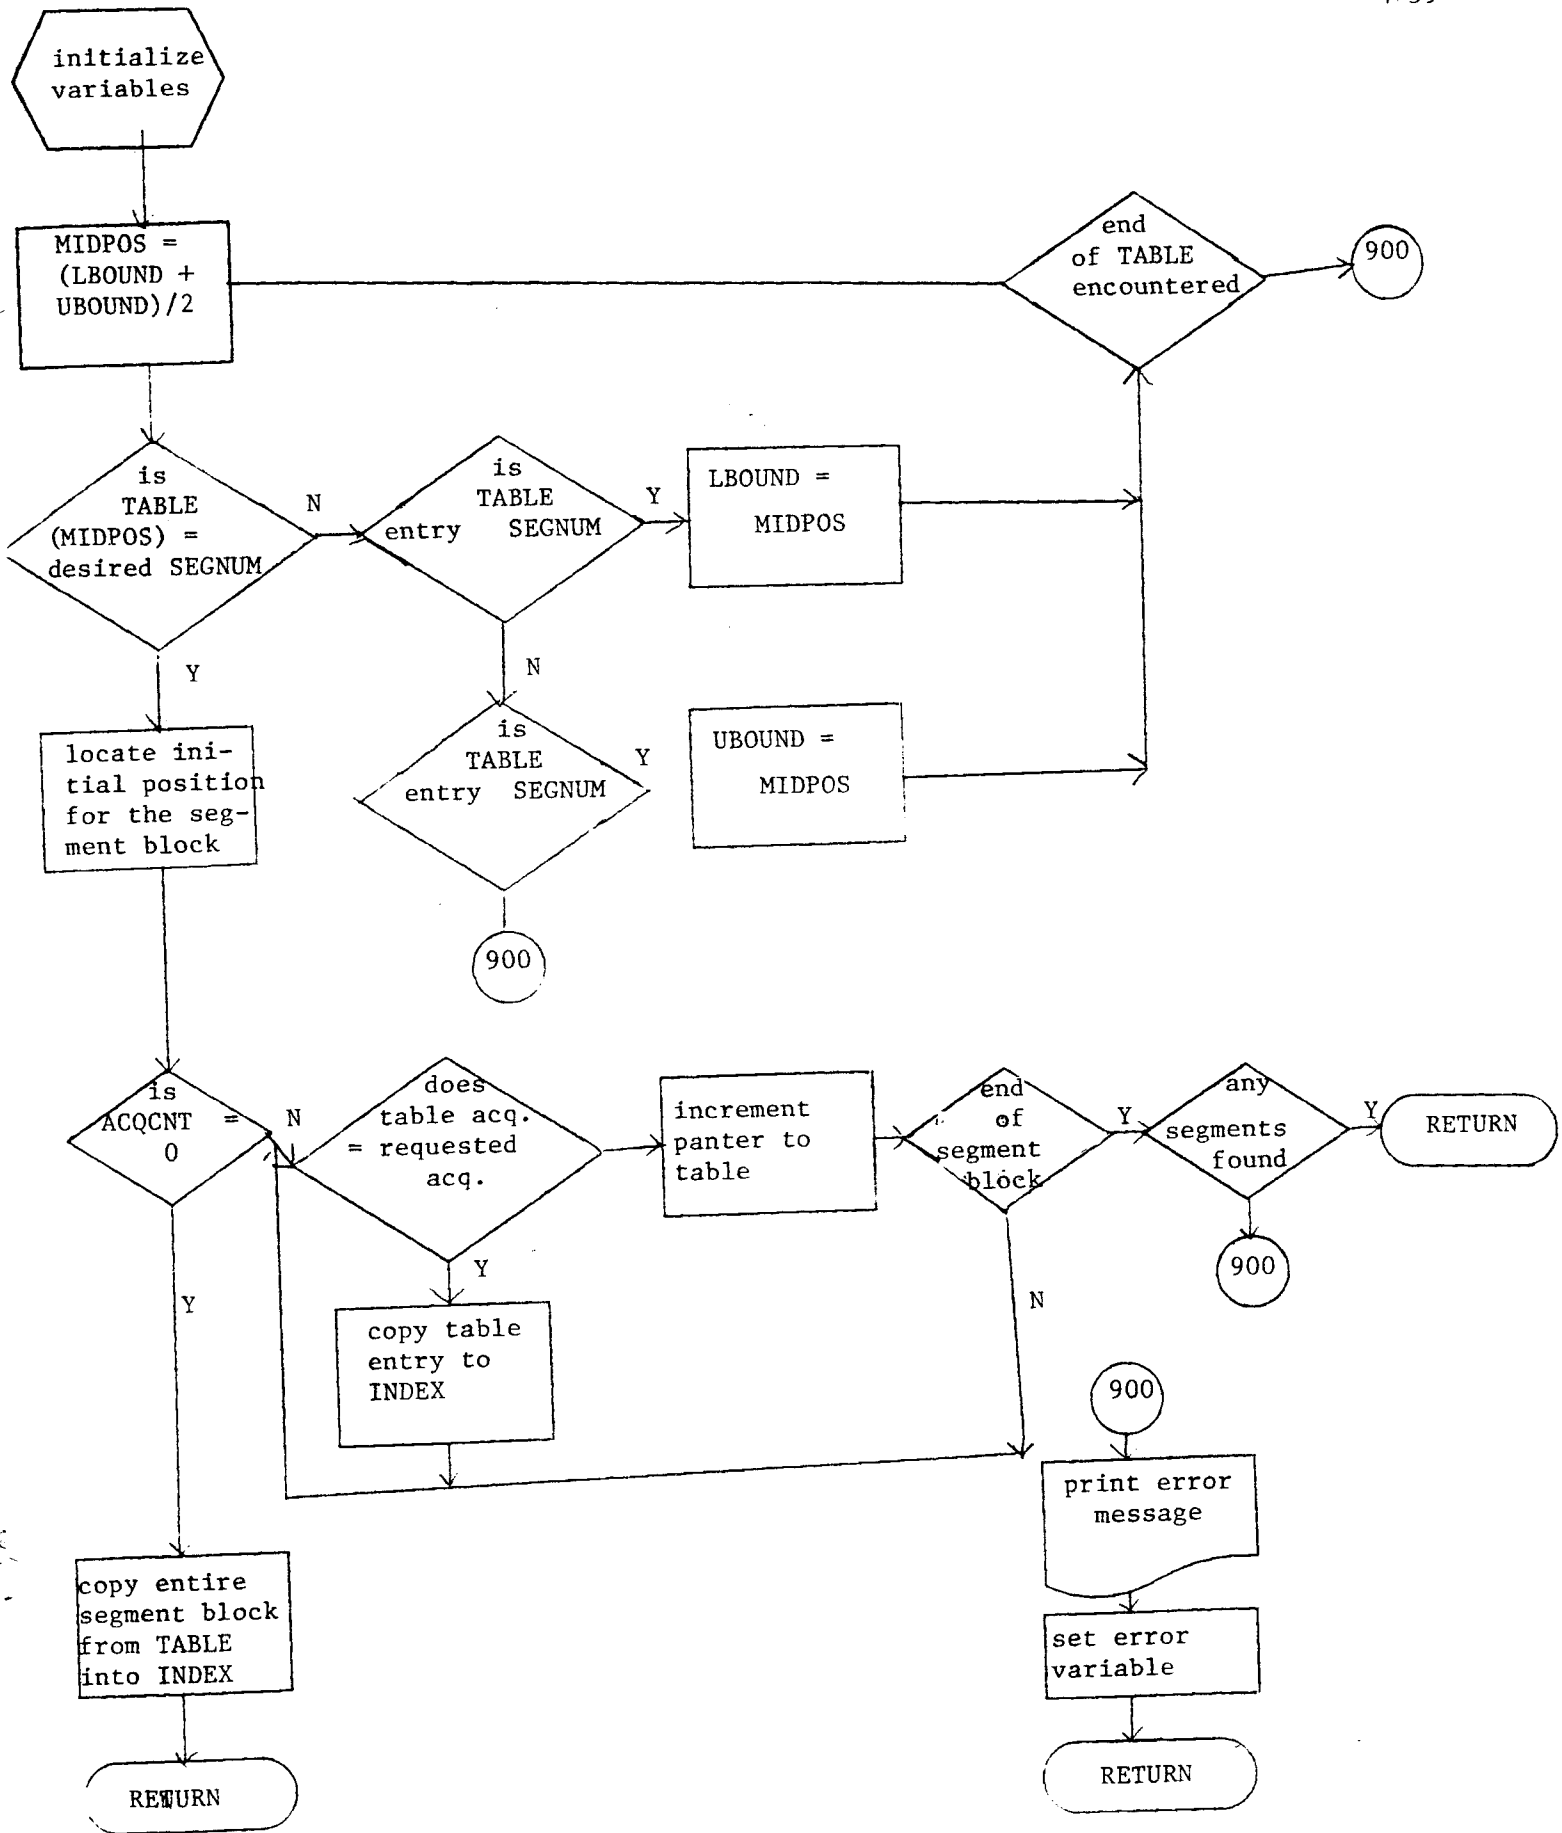 initialize
variables
MIDPOS =
(LBOUND +
UBOUND)/2
end
of TABLE
encountered
900
is
TABLE
(MIDPOS) =
desired SEGNUM
N
is
TABLE
entry SEGNUM
Y
LBOUND =
MIDPOS
Y
N
locate ini-
tial position
for the seg-
ment block
is
TABLE
entry SEGNUM
Y
UBOUND =
MIDPOS
900
is
ACQCNT =
0
N
does
table acq.
= requested
acq.
increment
panter to
table
end
of
segment
block
Y
any
segments
found
Y
RETURN
900
Y
Y
copy table
entry to
INDEX
N
900
print error
message
set error
variable
RETURN
copy entire
segment block
from TABLE
into INDEX
RETURN